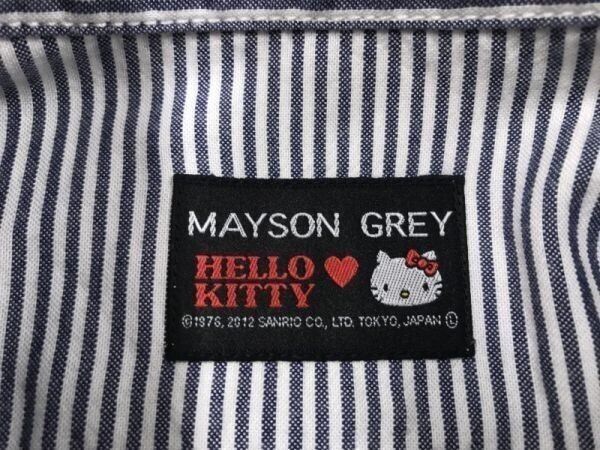 MAYSON GREY
HELLO
KITTY
©1976, 2012 SANRIO CO., LTD. TOKYO, JAPAN Ⓛ